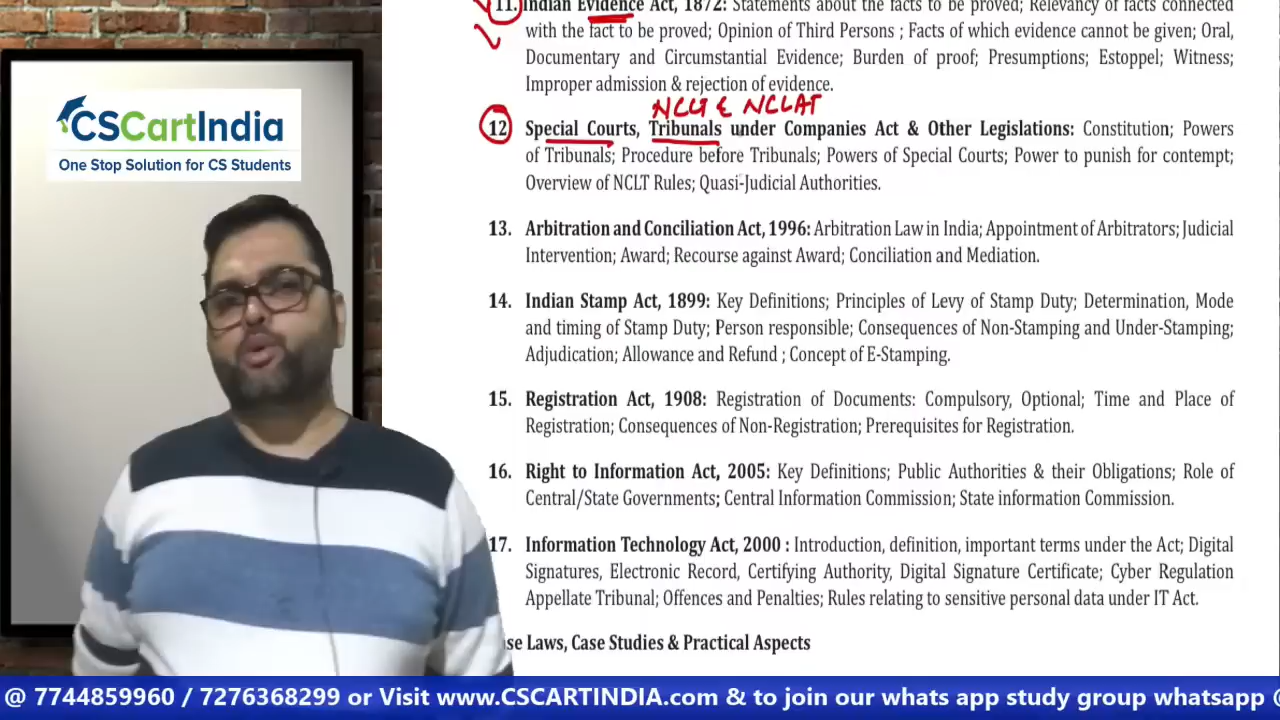 11. Indian Evidence Act, 1872: Statements about the facts to be proved; Relevancy of facts connected
with the fact to be proved; Opinion of Third Persons ; Facts of which evidence cannot be given; Oral,
Documentary and Circumstantial Evidence; Burden of proof; Presumptions; Estoppel; Witness;
Improper admission & rejection of evidence.
NCLT & NCLAT
12 Special Courts, Tribunals under Companies Act & Other Legislations: Constitution; Powers
of Tribunals; Procedure before Tribunals; Powers of Special Courts; Power to punish for contempt;
Overview of NCLT Rules; Quasi-Judicial Authorities.
13. Arbitration and Conciliation Act, 1996: Arbitration Law in India; Appointment of Arbitrators; Judicial
Intervention; Award; Recourse against Award; Conciliation and Mediation.
14. Indian Stamp Act, 1899: Key Definitions; Principles of Levy of Stamp Duty; Determination, Mode
and timing of Stamp Duty; Person responsible; Consequences of Non-Stamping and Under-Stamping;
Adjudication; Allowance and Refund ; Concept of E-Stamping.
15. Registration Act, 1908: Registration of Documents: Compulsory, Optional; Time and Place of
Registration; Consequences of Non-Registration; Prerequisites for Registration.
16. Right to Information Act, 2005: Key Definitions; Public Authorities & their Obligations; Role of
Central/State Governments; Central Information Commission; State information Commission.
17. Information Technology Act, 2000 : Introduction, definition, important terms under the Act; Digital
Signatures, Electronic Record, Certifying Authority, Digital Signature Certificate; Cyber Regulation
Appellate Tribunal; Offences and Penalties; Rules relating to sensitive personal data under IT Act.
se Laws, Case Studies & Practical Aspects
CSCartIndia
One Stop Solution for CS Students
@ 7744859960 / 7276368299 or Visit www.CSCARTINDIA.com & to join our whats app study group whatsapp @